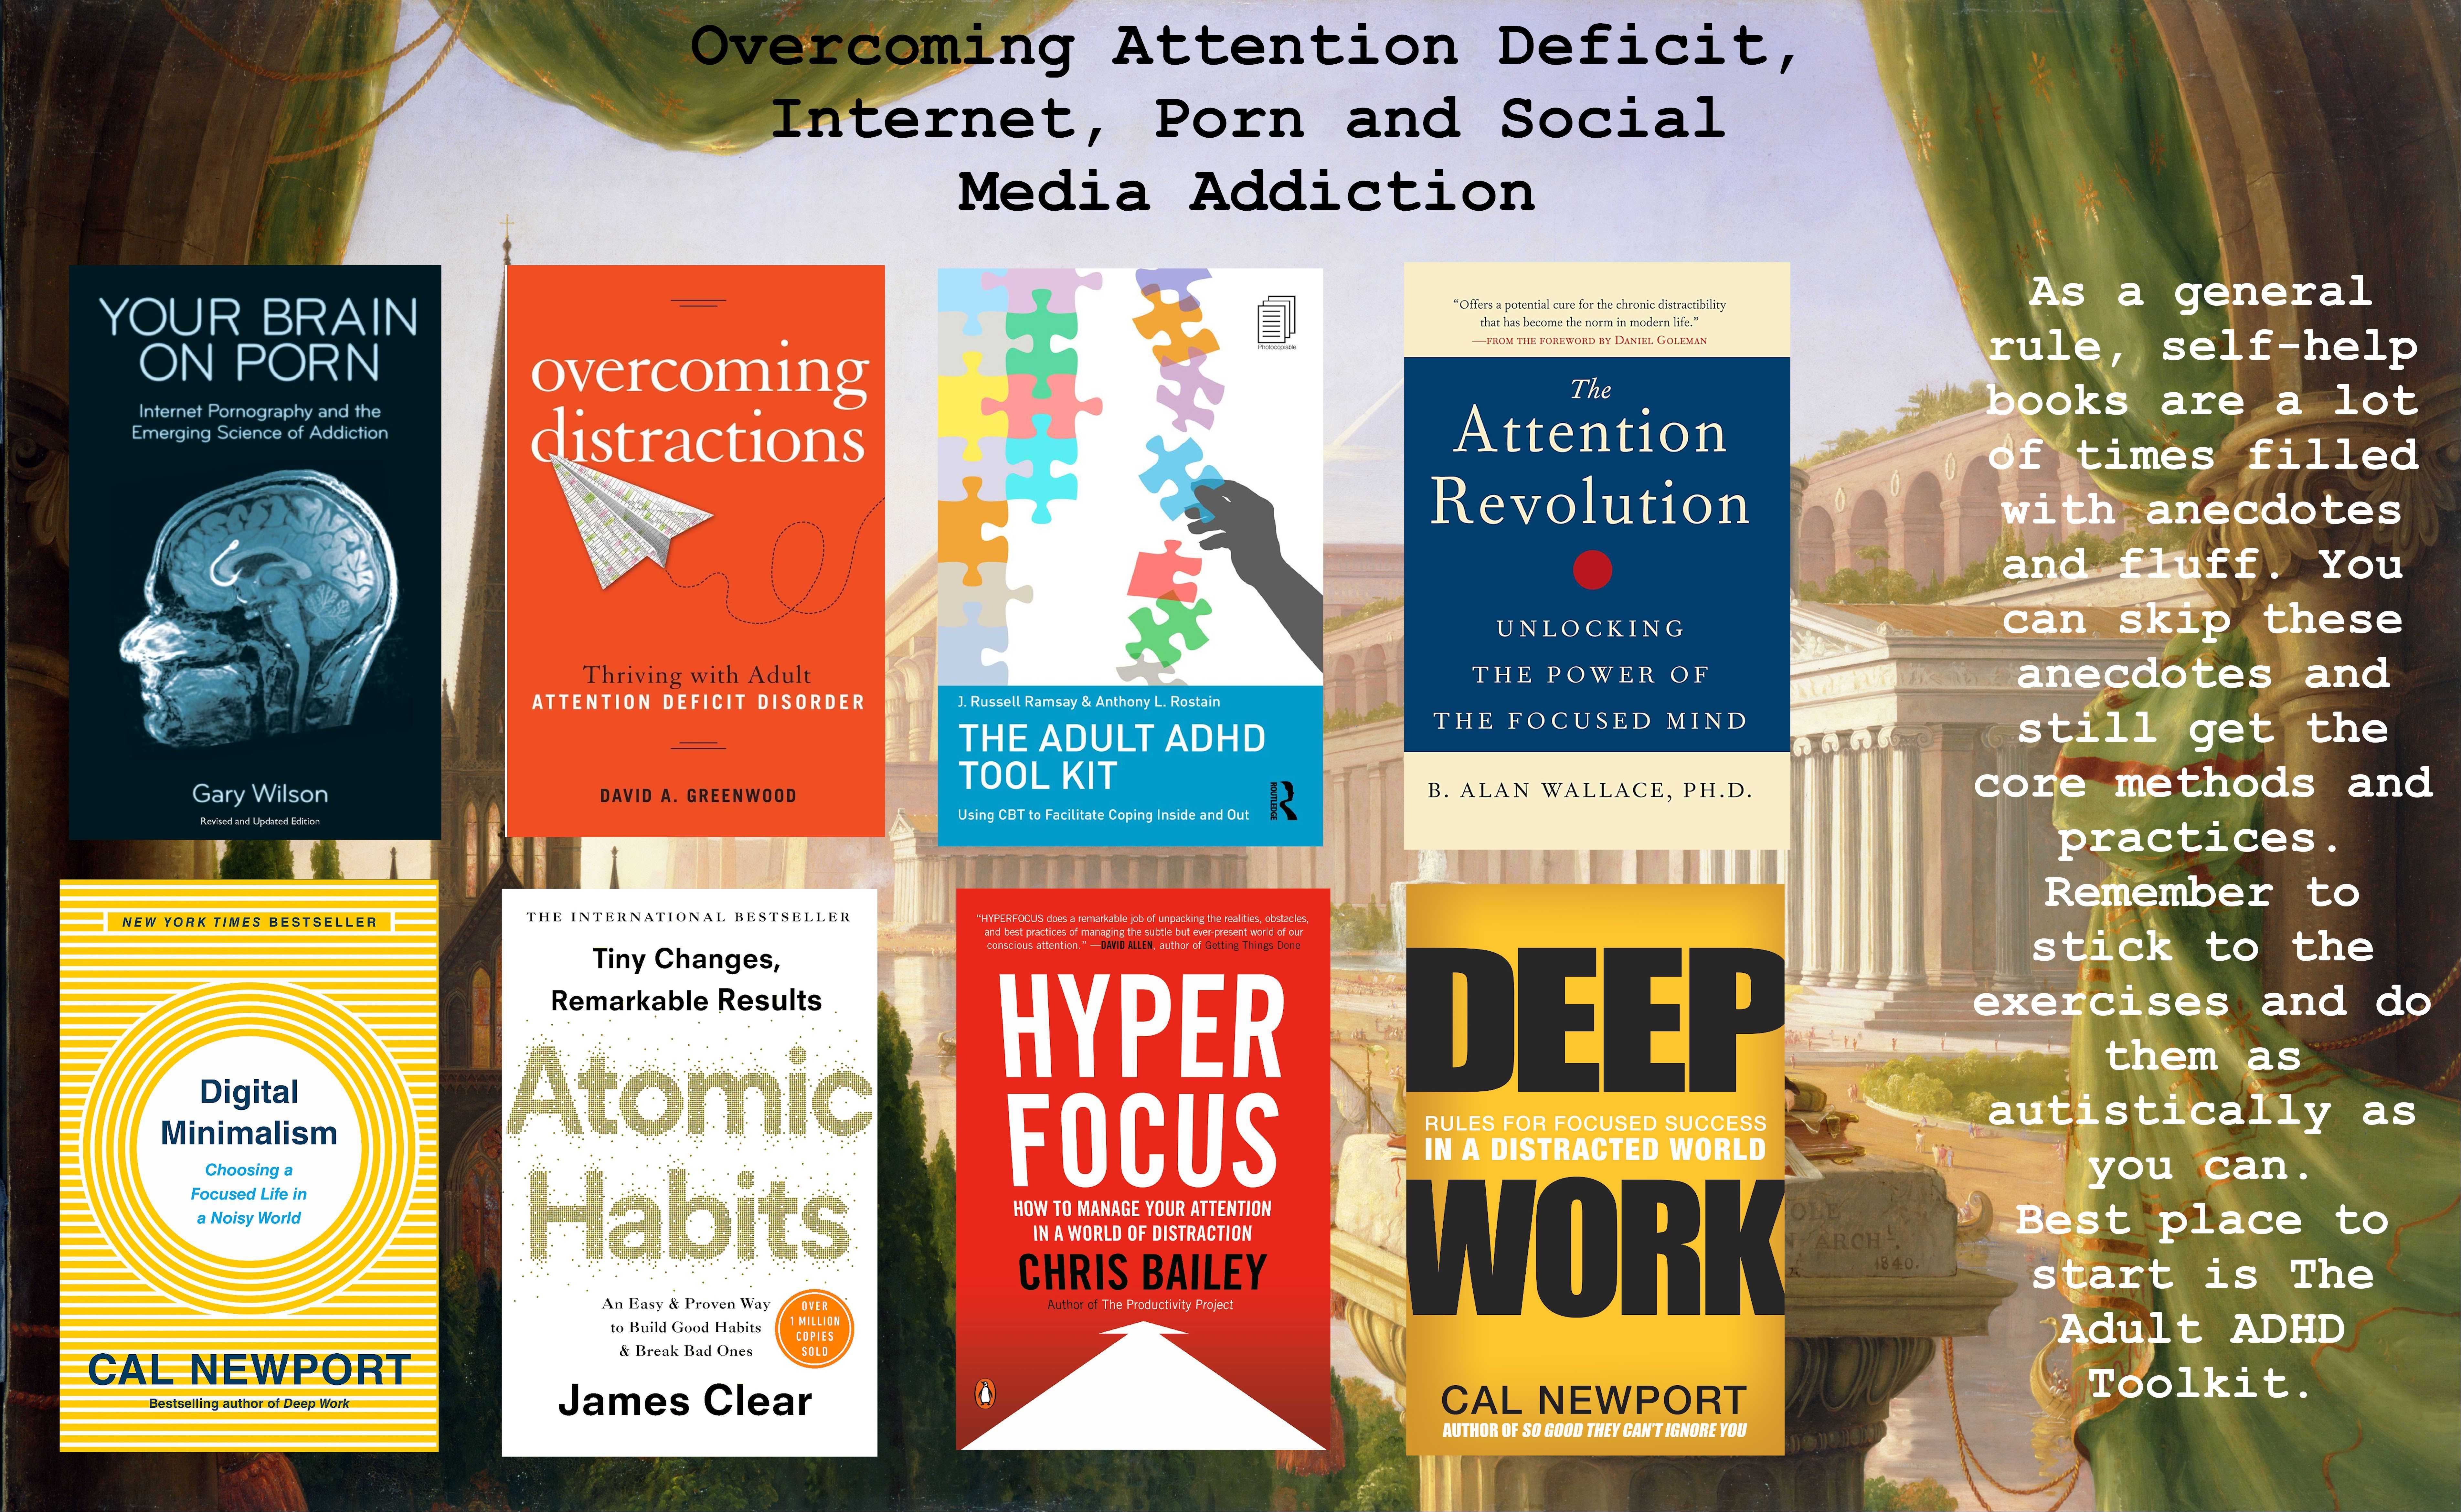 Overcoming Attention Deficit,
Internet, Porn and Social
Media Addiction
YOUR BRAIN
ON PORN
Internet Pornography and the
Emerging Science of Addiction
Gary Wilson
Revised and Updated Edition
overcoming
distractions
Thriving with Adult
ATTENTION DEFICIT DISORDER
DAVID A. GREENWOOD
Photocopiable
J. Russell Ramsay & Anthony L. Rostain
THE ADULT ADHD
TOOL KIT
Using CBT to Facilitate Coping Inside and Out
ROUTLEDGE
“Offers a potential cure for the chronic distractibility
that has become the norm in modern life.”
—FROM THE FOREWORD BY DANIEL GOLEMAN
The
Attention
Revolution
UNLOCKING
THE POWER OF
THE FOCUSED MIND
B. ALAN WALLACE, PH.D.
NEW YORK TIMES BESTSELLER
Digital
Minimalism
Choosing a
Focused Life in
a Noisy World
CAL NEWPORT
Bestselling author of Deep Work
THE INTERNATIONAL BESTSELLER
Tiny Changes,
Remarkable Results
Atomic
Habits
An Easy & Proven Way
to Build Good Habits
& Break Bad Ones
OVER
1 MILLION
COPIES
SOLD
James Clear
“HYPERFOCUS does a remarkable job of unpacking the realities, obstacles,
and best practices of managing the subtle but ever-present world of our
conscious attention.” —DAVID ALLEN, author of Getting Things Done
HYPER
FOCUS
HOW TO MANAGE YOUR ATTENTION
IN A WORLD OF DISTRACTION
CHRIS BAILEY
Author of The Productivity Project
DEEP
RULES FOR FOCUSED SUCCESS
IN A DISTRACTED WORLD
WORK
CAL NEWPORT
AUTHOR OF SO GOOD THEY CAN'T IGNORE YOU
As a general
rule, self-help
books are a lot
of times filled
with anecdotes
and fluff. You
can skip these
anecdotes and
still get the
core methods and
practices.
Remember to
stick to the
exercises and do
them as
autistically as
you can.
Best place to
start is The
Adult ADHD
Toolkit.
ARCH.
1840.